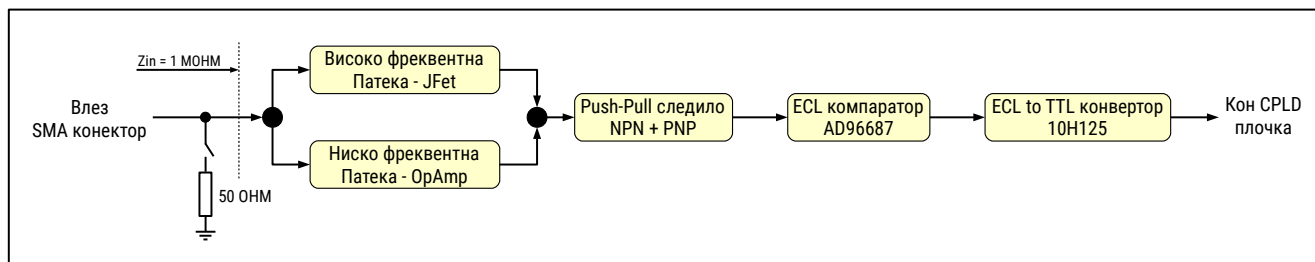 Zin = 1 MOHM
Влез
SMA конектор
50 OHM
Високо фреквентна
Патека - JFet
Ниско фреквентна
Патека - OpAmp
Push-Pull следило
NPN + PNP
ECL компаратор
AD96687
ECL to TTL конвертор
10H125
Кон CPLD
плочка